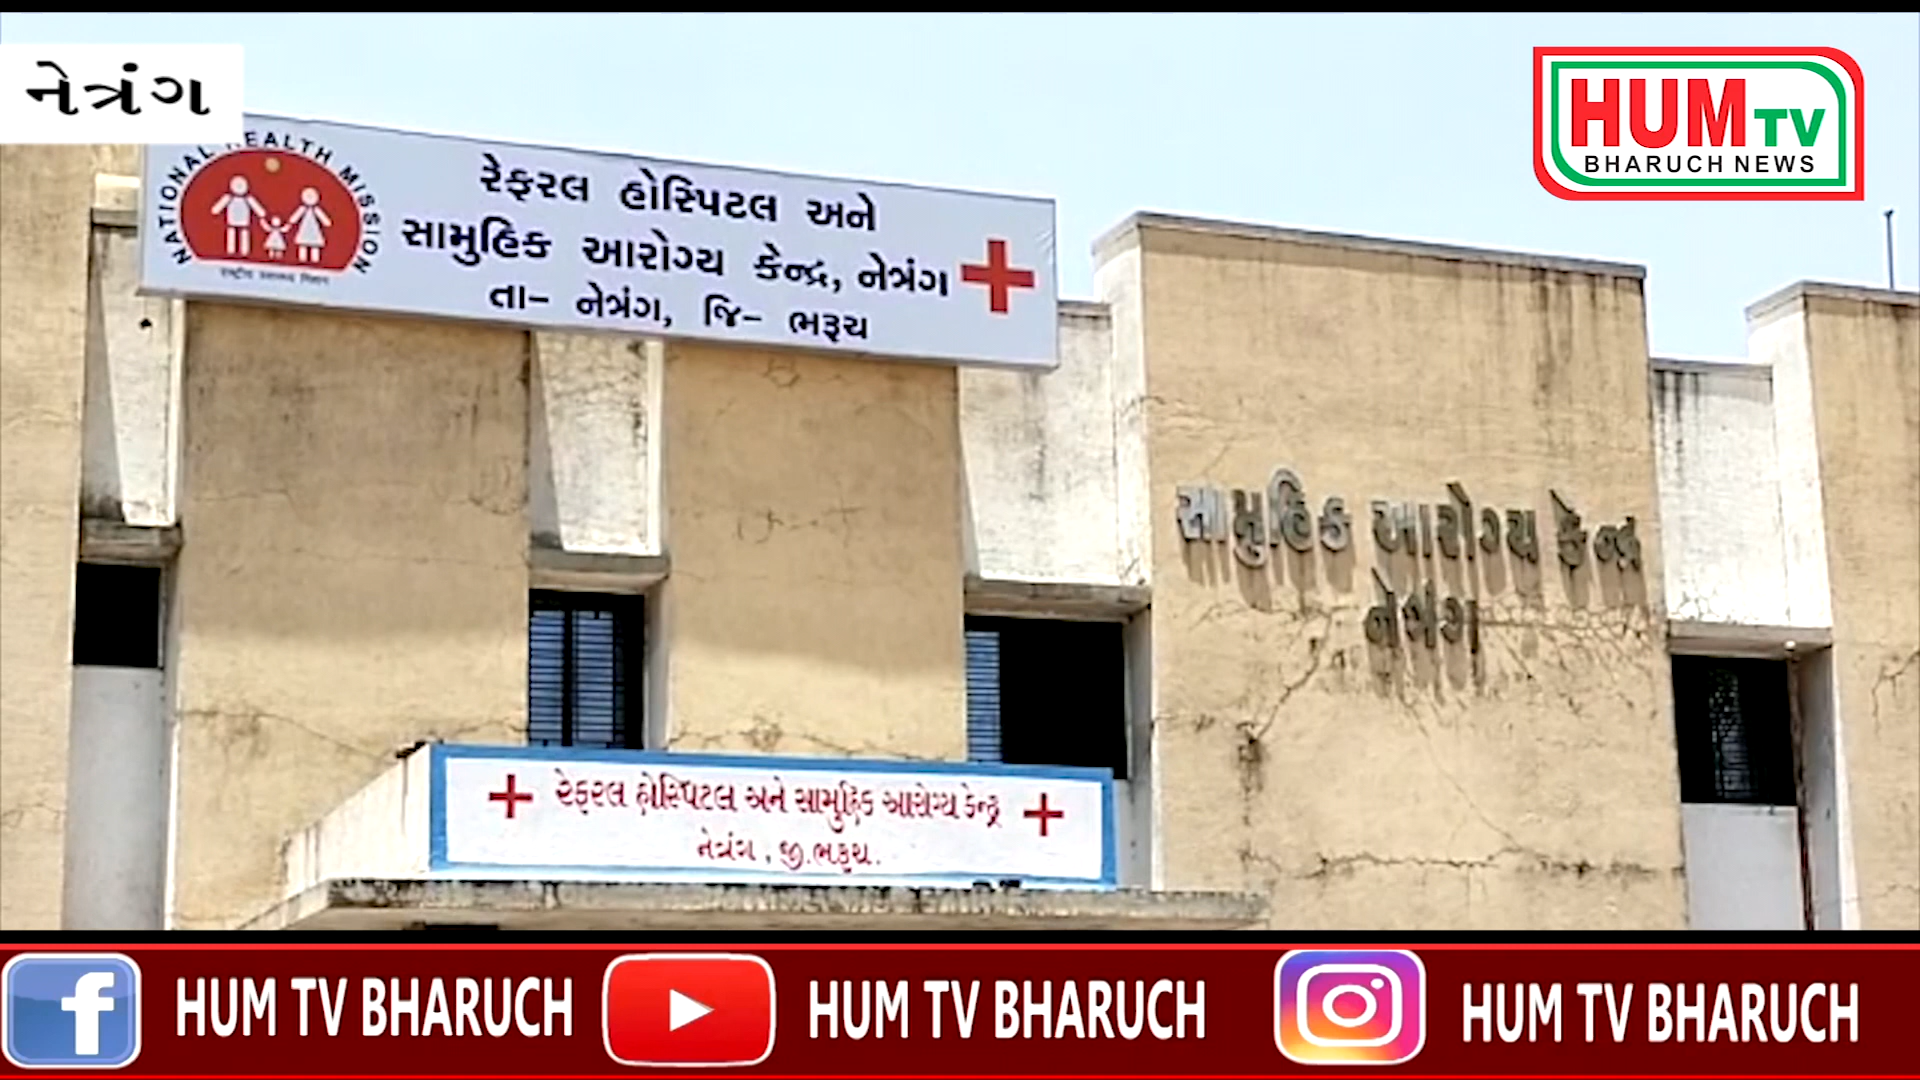 નેત્રંગ
HUM TV
BHARUCH NEWS
NATIONAL HEALTH MISSION
રેફરલ હોસ્પિટલ અને
સામુહિક આરોગ્ય કેન્દ્ર, નેત્રંગ
તા– નેત્રંગ, જિ– ભરૂચ
સામુહિક આરોગ્ય કેન્દ્ર
નેત્રંગ
રેફરલ હોસ્પિટલ અને સામુહિક આરોગ્ય કેન્દ્ર
નેત્રંગ, જી.ભરૂચ.
HUM TV BHARUCH
HUM TV BHARUCH
HUM TV BHARUCH